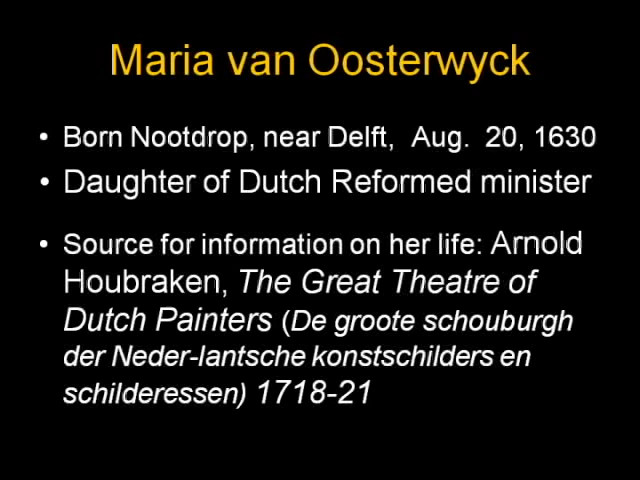 Maria van Oosterwyck
• Born Nootdrop, near Delft, Aug. 20, 1630
• Daughter of Dutch Reformed minister
• Source for information on her life: Arnold
Houbraken, The Great Theatre of
Dutch Painters (De groote schouburgh
der Neder-lantsche konstschilders en
schilderessen) 1718-21